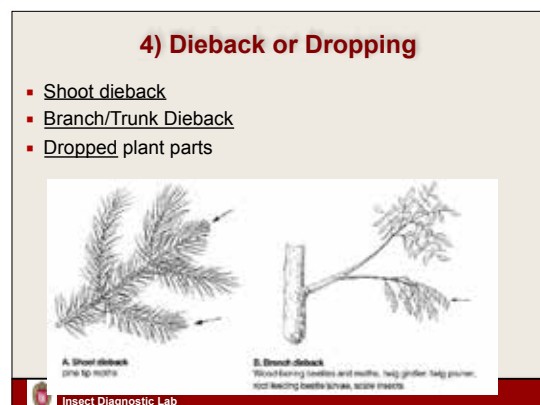 4) Dieback or Dropping
Shoot dieback
Branch/Trunk Dieback
Dropped plant parts
A. Shoot dieback
pine tip moths
B. Branch dieback
Wood-boring beetles and moths, twig girdler, twig pruner,
root-feeding beetle larvae, scale insects
Insect Diagnostic Lab